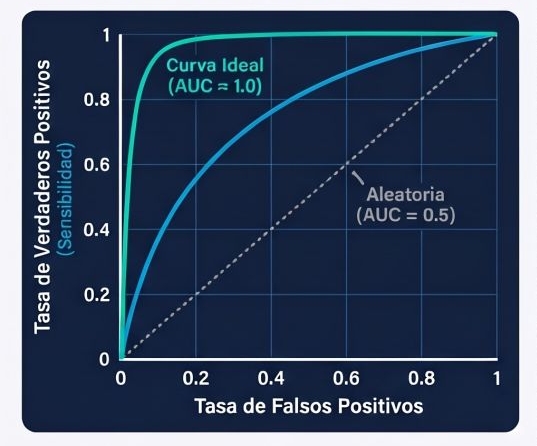 Tasa de Verdaderos Positivos
(Sensibilidad)
1
0.8
0.6
0.4
0.2
0
Curva Ideal
(AUC ≈ 1.0)
Aleatoria
(AUC = 0.5)
0 0.2 0.4 0.6 0.8 1
Tasa de Falsos Positivos